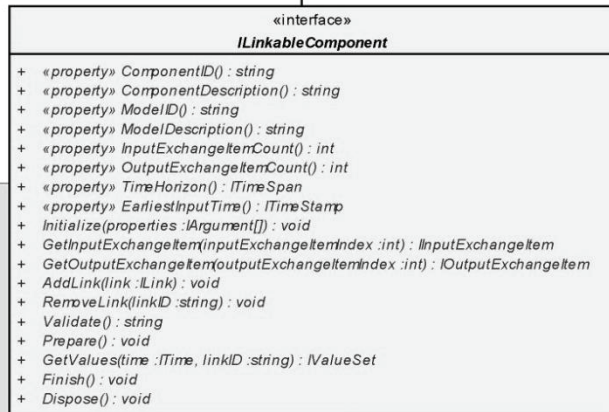 «interface»
ILinkableComponent
+ «property» ComponentID() : string
+ «property» ComponentDescription() : string
+ «property» ModelID() : string
+ «property» ModelDescription() : string
+ «property» InputExchangeItemCount() : int
+ «property» OutputExchangeItemCount() : int
+ «property» TimeHorizon() : ITimeSpan
+ «property» EarliestInputTime() : ITimeStamp
+ Initialize(properties :IArgument[]) : void
+ GetInputExchangeItem(inputExchangeItemIndex :int) : IInputExchangeItem
+ GetOutputExchangeItem(outputExchangeItemIndex :int) : IOutputExchangeItem
+ AddLink(link :ILink) : void
+ RemoveLink(linkID :string) : void
+ Validate() : string
+ Prepare() : void
+ GetValues(time :ITime, linkID :string) : IValueSet
+ Finish() : void
+ Dispose() : void